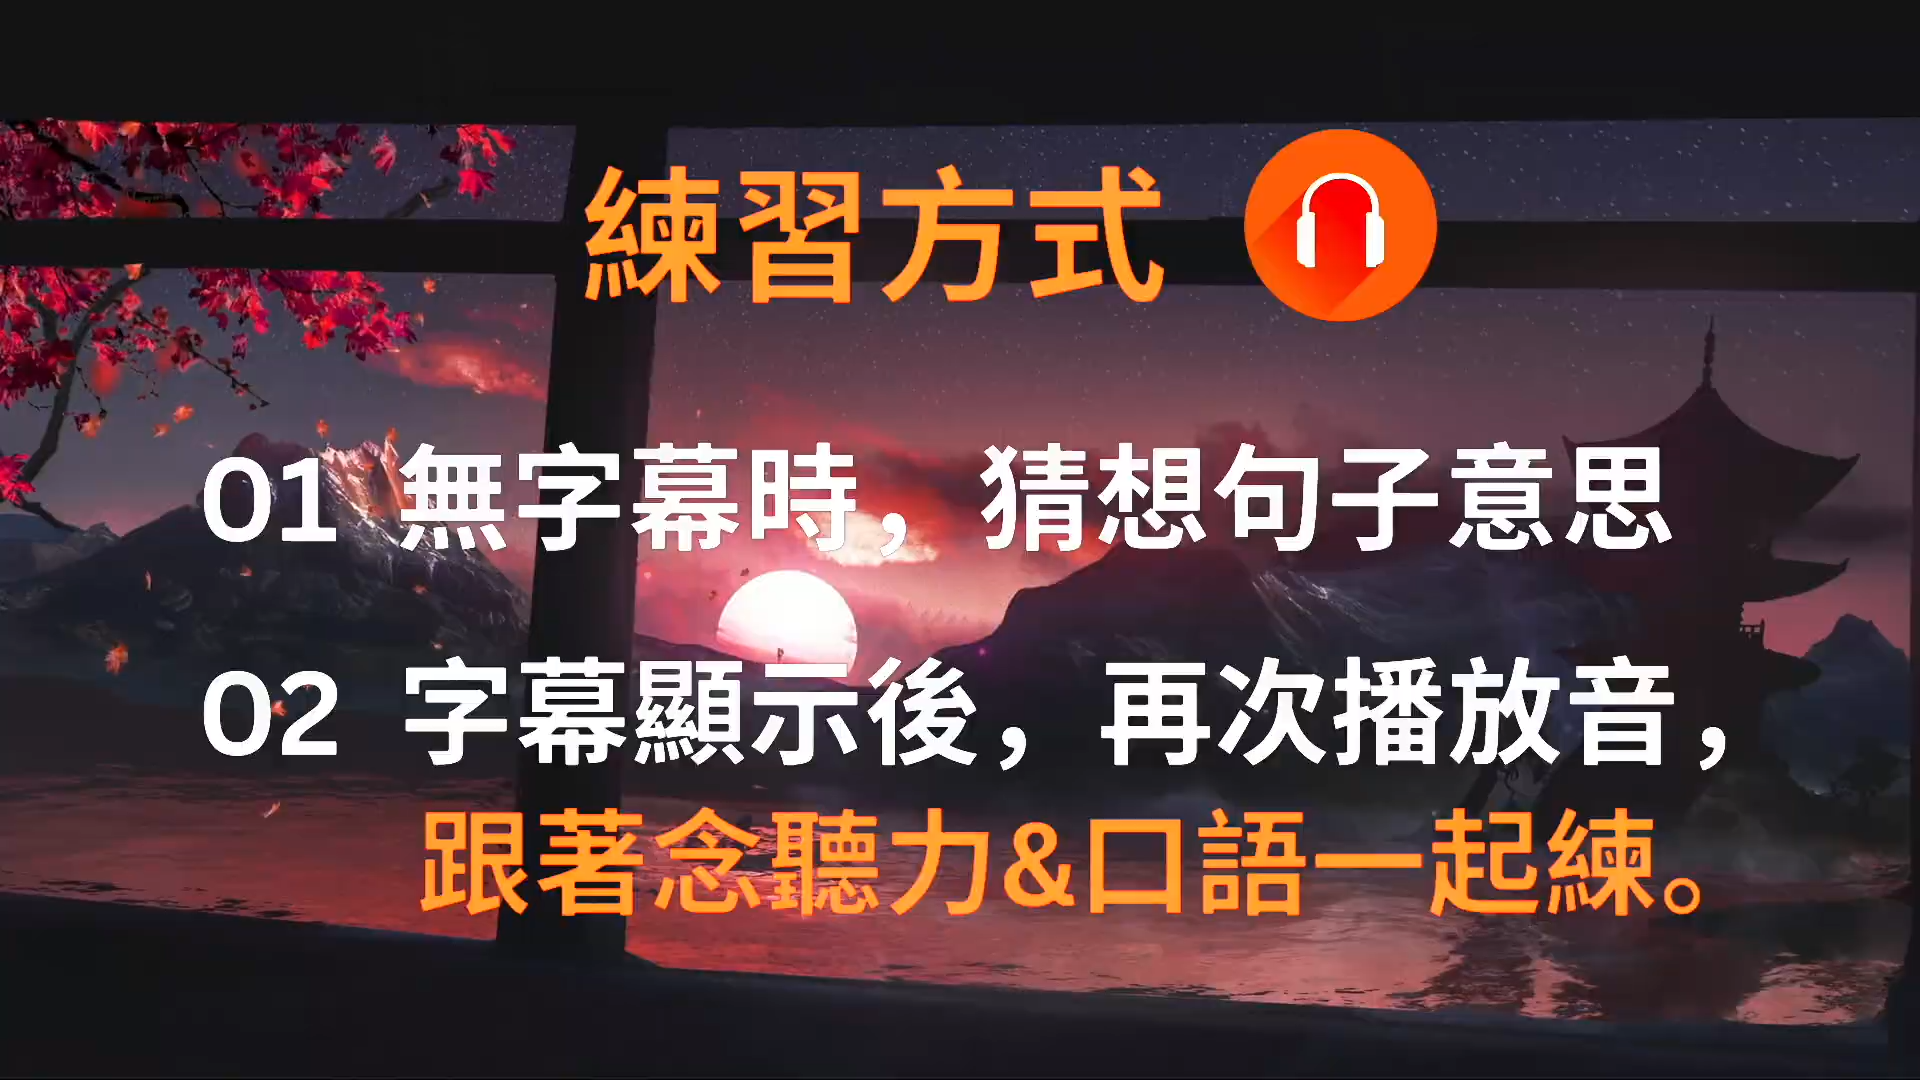 練習方式
01 無字幕時，猜想句子意思
02 字幕顯示後，再次播放音，
跟著念聽力&口語一起練。